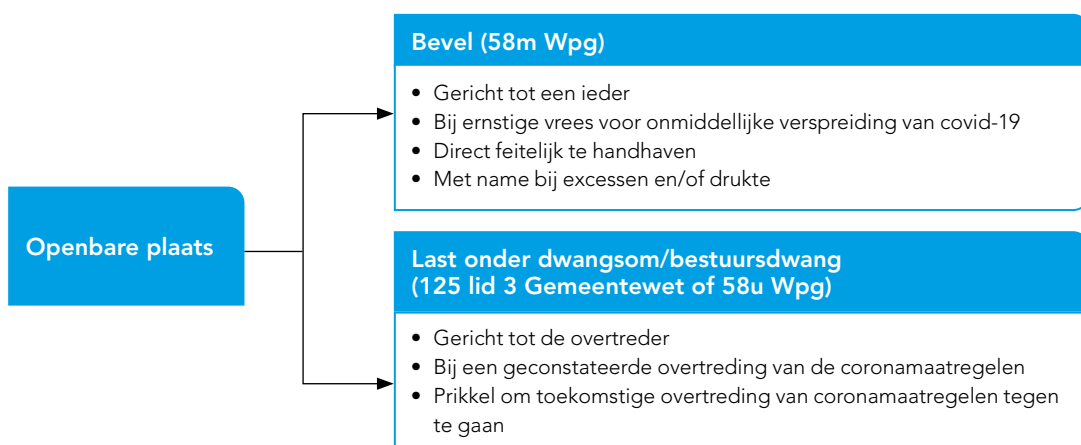 Openbare plaats
Bevel (58m Wpg)
• Gericht tot een ieder
• Bij ernstige vrees voor onmiddellijke verspreiding van covid-19
• Direct feitelijk te handhaven
• Met name bij excessen en/of drukte
Last onder dwangsom/bestuursdwang
(125 lid 3 Gemeentewet of 58u Wpg)
• Gericht tot de overtreder
• Bij een geconstateerde overtreding van de coronamaatregelen
• Prikkel om toekomstige overtreding van coronamaatregelen tegen
te gaan